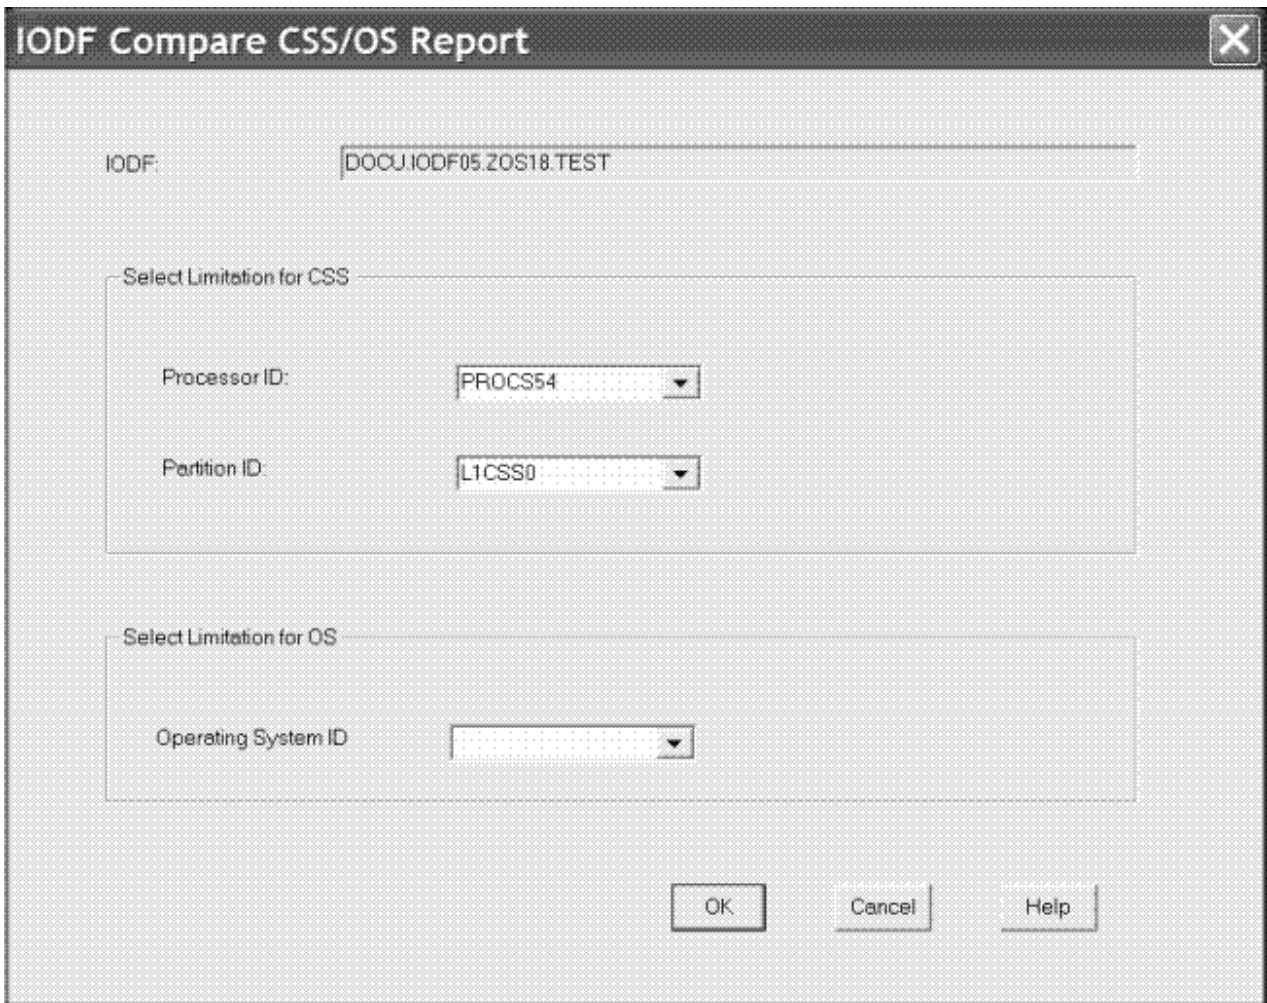 IODF Compare CSS/OS Report
IODF: DOCU.IODF05.ZOS18.TEST
Select Limitation for CSS
Processor ID: PROCS54
Partition ID: L1CSS0
Select Limitation for OS
Operating System ID
OK Cancel Help